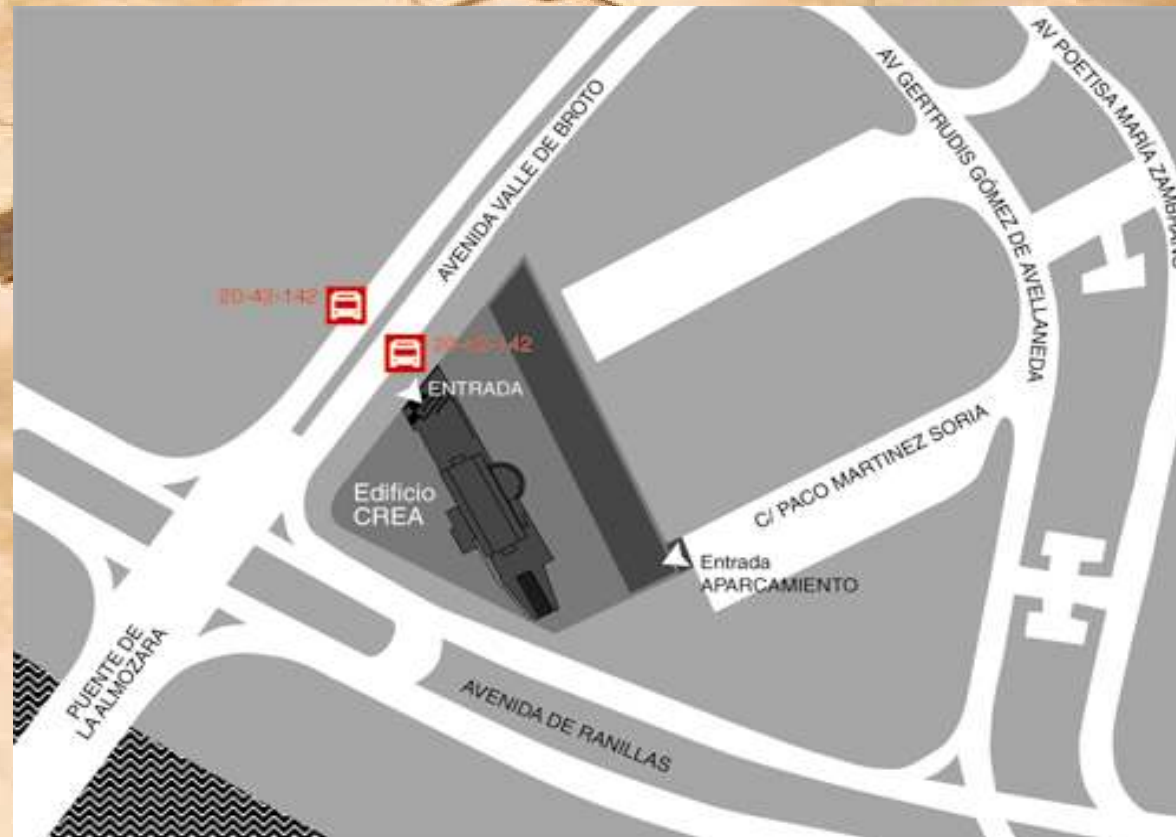 AV POETISA MARÍA ZAMBRANO
AV GERTRUDIS GÓMEZ DE AVELLANEDA
AVENIDA VALLE DE BROTO
20-42-142
142
ENTRADA
Edificio
CREA
C/ PACO MARTINEZ SORIA
Entrada
APARCAMIENTO
PUENTE DE
LA ALMOZARA
AVENIDA DE RANILLAS